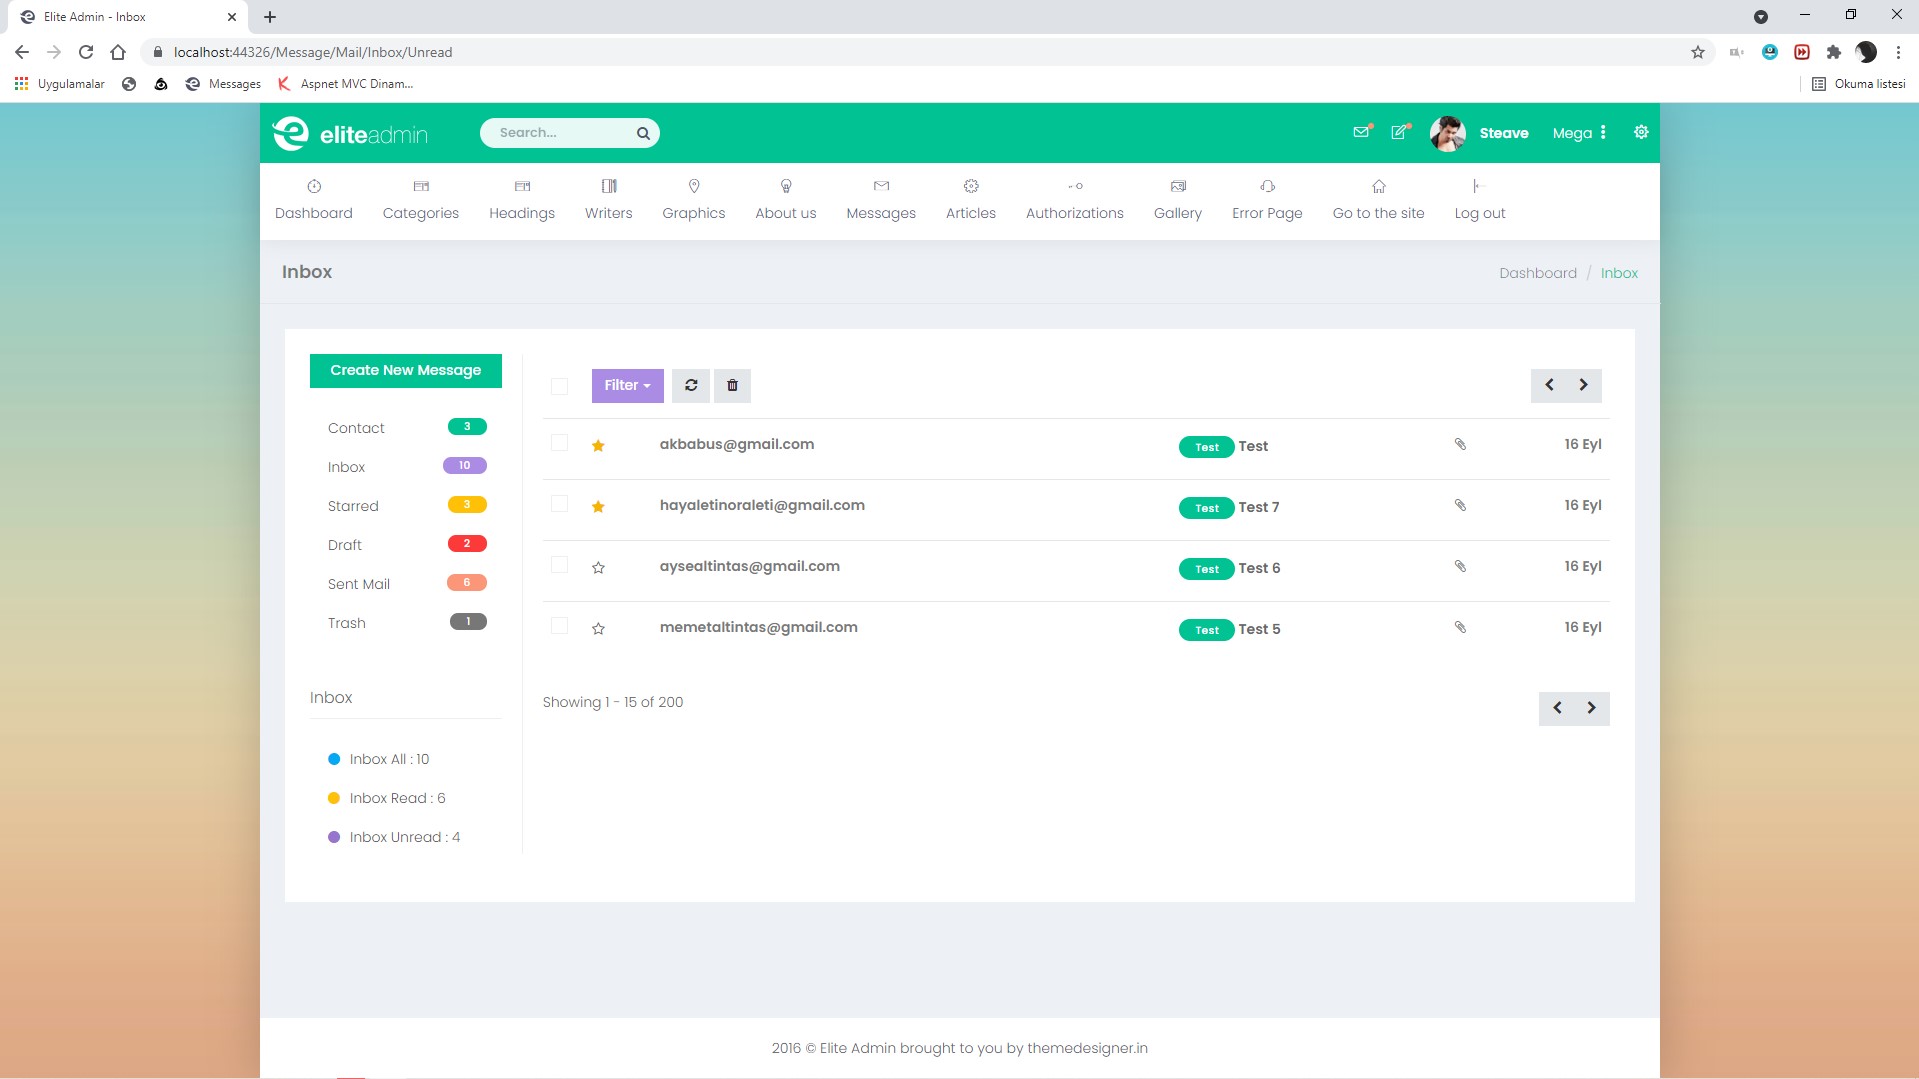 Elite Admin - Inbox
localhost:44326/Message/Mail/Inbox/Unread
Uygulamalar
Messages
Aspnet MVC Dinam...
Okuma listesi
eliteadmin
Search...
Steave
Mega
Dashboard
Categories
Headings
Writers
Graphics
About us
Messages
Articles
Authorizations
Gallery
Error Page
Go to the site
Log out
Inbox
Dashboard / Inbox
Create New Message
Contact 3
Inbox 10
Starred 3
Draft 2
Sent Mail 6
Trash 1
Inbox
Inbox All : 10
Inbox Read : 6
Inbox Unread : 4
Filter
akbabus@gmail.com Test Test 16 Eyl
hayaletinoraleti@gmail.com Test Test 7 16 Eyl
aysealtintas@gmail.com Test Test 6 16 Eyl
memetaltintas@gmail.com Test Test 5 16 Eyl
Showing 1 - 15 of 200
2016 © Elite Admin brought to you by themedesigner.in